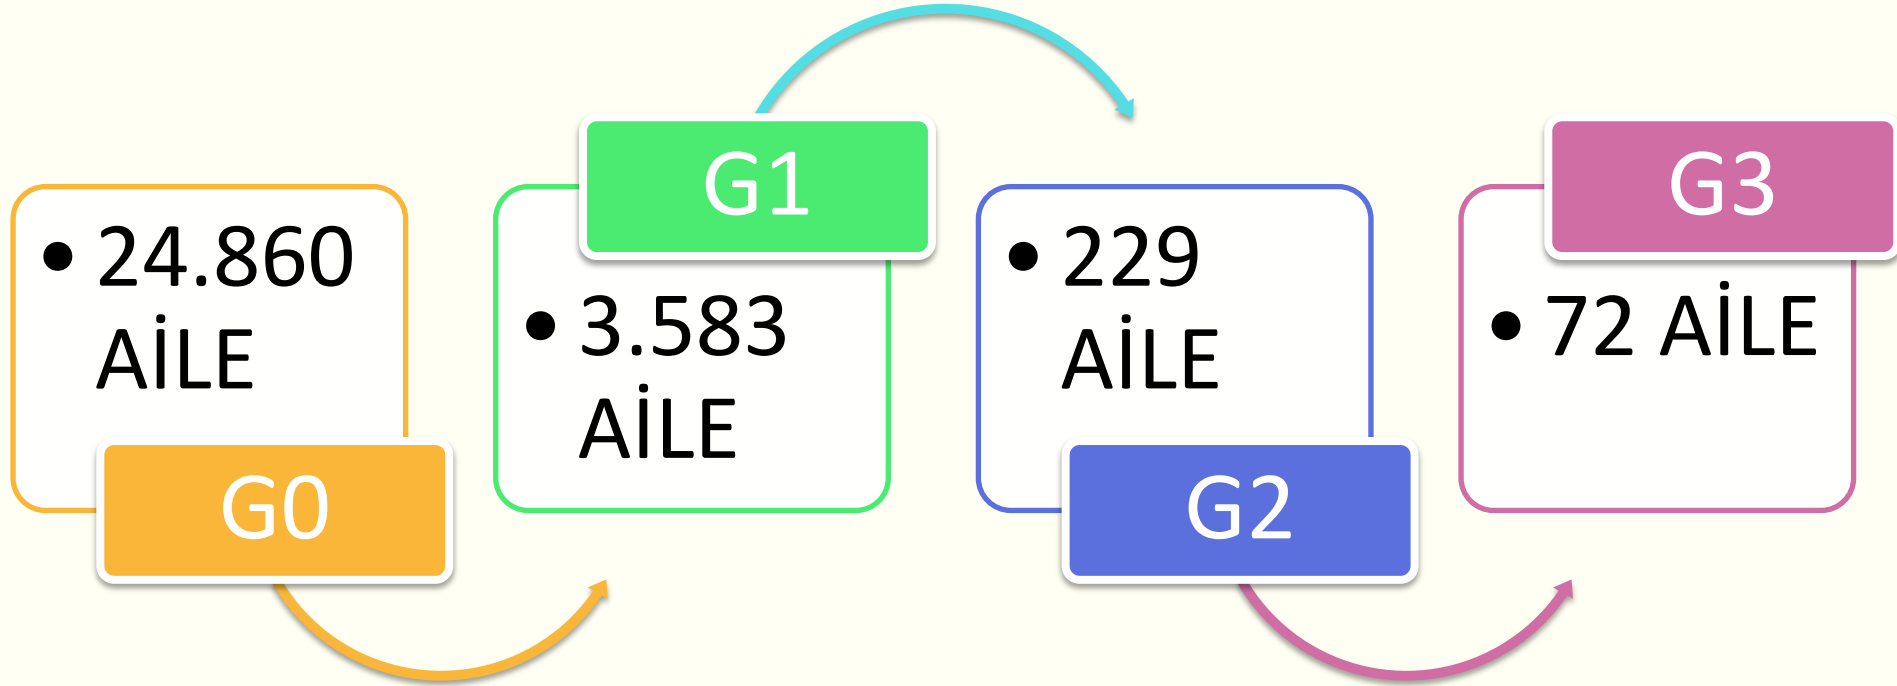 • 24.860
AİLE
G0
G1
• 3.583
AİLE
• 229
AİLE
G2
G3
• 72 AİLE